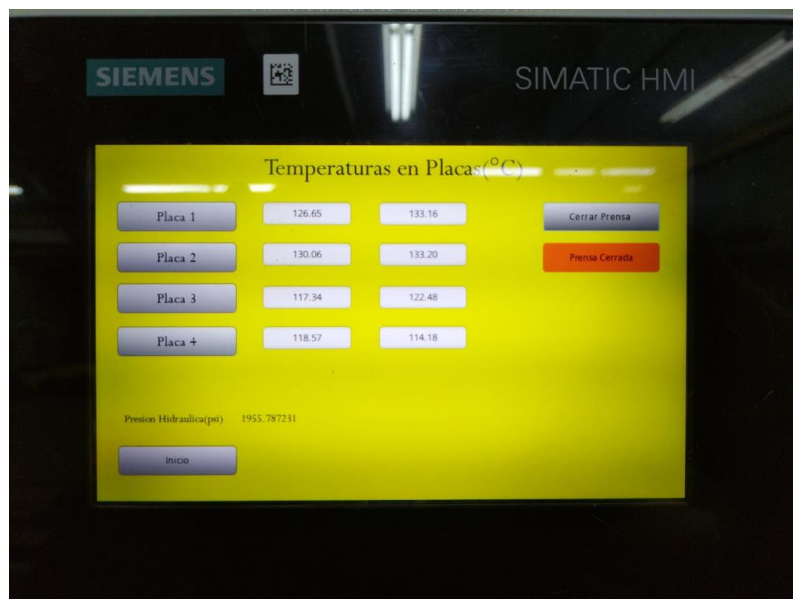 SIEMENS
SIMATIC HMI
Temperaturas en Placas(°C)
Placa 1 126.65 133.16 Cerrar Prensa
Placa 2 130.06 133.20 Prensa Cerrada
Placa 3 117.34 122.48
Placa 4 118.57 114.18
Presion Hidraulica(psi) 1955.787231
Inicio